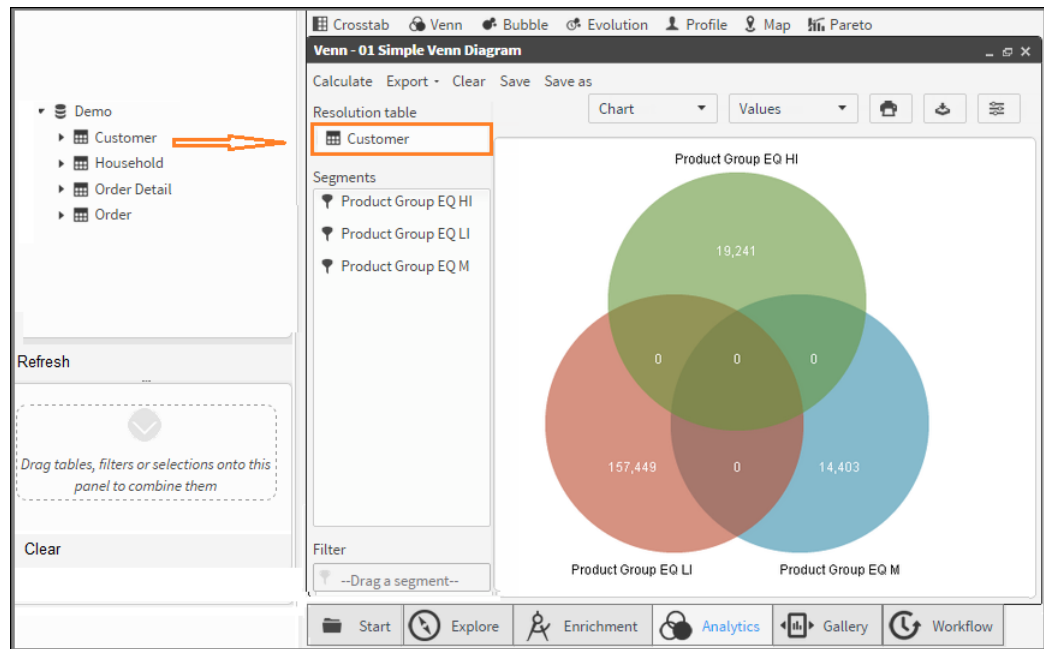 Crosstab Venn Bubble Evolution Profile Map Pareto
Venn - 01 Simple Venn Diagram
Calculate Export Clear Save Save as
Demo
Customer
Household
Order Detail
Order
Refresh
Drag tables, filters or selections onto this
panel to combine them
Clear
Resolution table
Customer
Segments
Product Group EQ HI
Product Group EQ LI
Product Group EQ M
Filter
--Drag a segment--
Chart Values
Product Group EQ HI
19,241
0 0 0
157,449 0 14,403
Product Group EQ LI Product Group EQ M
Start Explore Enrichment Analytics Gallery Workflow